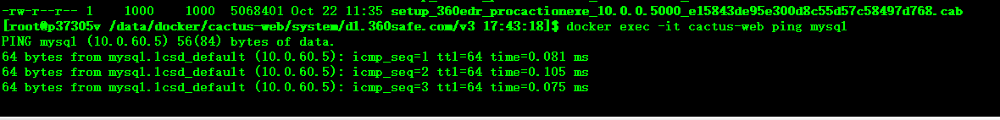 -rw-r--r-- 1    1000    1000  5068401 Oct 22 11:35 setup_360edr_procactionexe_10.0.0.5000_e15843de95e300d8c55d57c58497d768.cab
[root@p37305v /data/docker/cactus-web/system/dl.360safe.com/v3 17:43:18]$ docker exec -it cactus-web ping mysql
PING mysql (10.0.60.5) 56(84) bytes of data.
64 bytes from mysql.lcsd_default (10.0.60.5): icmp_seq=1 ttl=64 time=0.081 ms
64 bytes from mysql.lcsd_default (10.0.60.5): icmp_seq=2 ttl=64 time=0.105 ms
64 bytes from mysql.lcsd_default (10.0.60.5): icmp_seq=3 ttl=64 time=0.075 ms